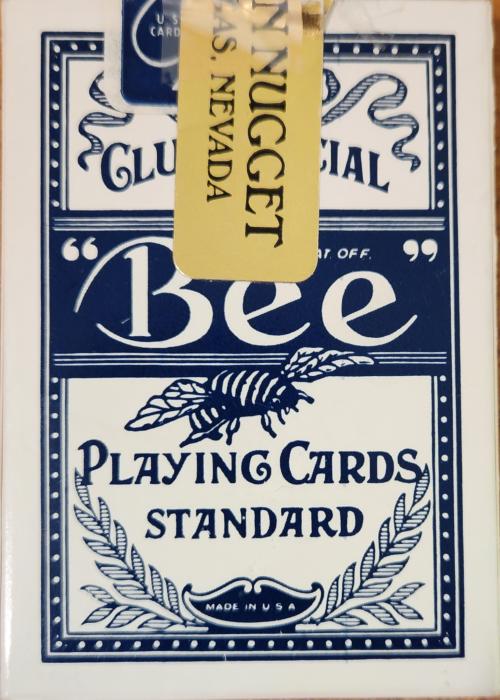 U S
CARD
N NUGGET
AS, NEVADA
CLU CIAL
AT. OFF.
“Bee”
PLAYING CARDS
STANDARD
MADE IN U S A